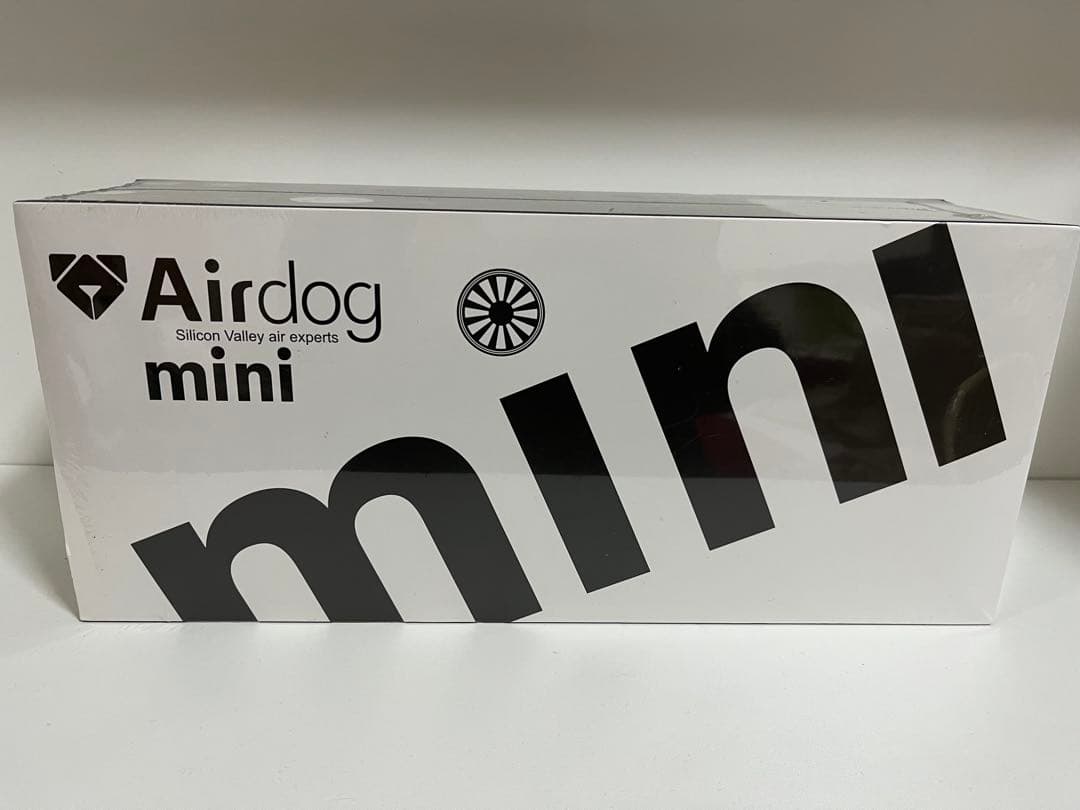 Airdog
Silicon Valley air experts
mini
mini